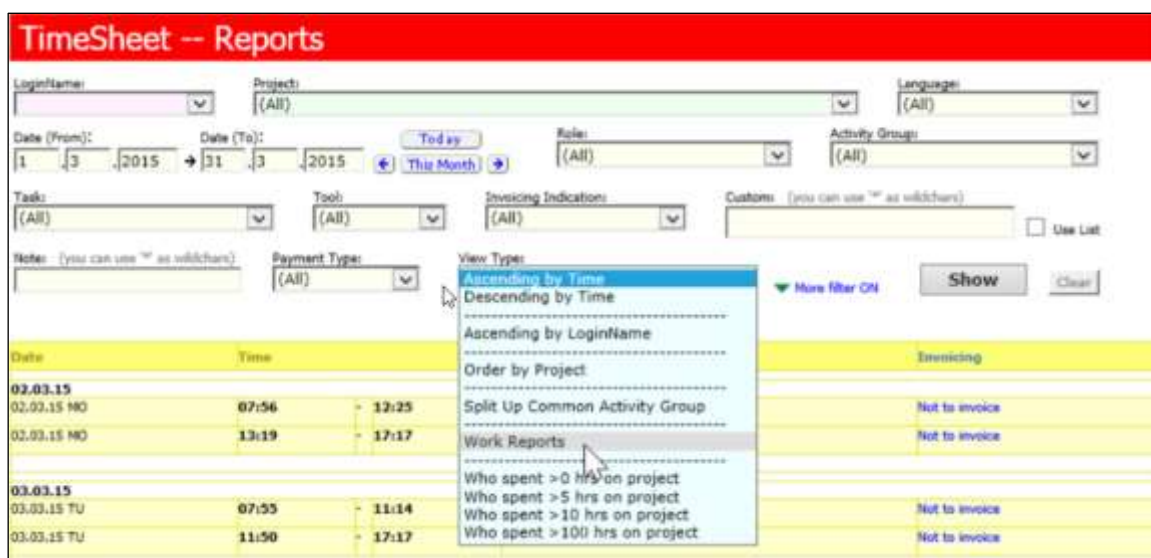 TimeSheet -- Reports
LoginName: Project: Language:
(All) (All)
Date (From): Date (To): Today Role: Activity Group:
1 .3 .2015 → 31 .3 .2015 ← This Month → (All) (All)
Task: Tool: Invoicing Indication: Custom: (you can use '*' as wildchars)
(All) (All) (All) Use List
Note: (you can use '*' as wildchars) Payment Type: View Type:
(All) Ascending by Time More filter ON Show Clear
Descending by Time
----------------------------------------
Ascending by LoginName
----------------------------------------
Order by Project
----------------------------------------
Split Up Common Activity Group
----------------------------------------
Work Reports
----------------------------------------
Who spent >0 hrs on project
Who spent >5 hrs on project
Who spent >10 hrs on project
Who spent >100 hrs on project
Date Time Invoicing
02.03.15
02.03.15 MO 07:56 - 12:25 Not to invoice
02.03.15 MO 13:19 - 17:17 Not to invoice
03.03.15
03.03.15 TU 07:55 - 11:14 Not to invoice
03.03.15 TU 11:50 - 17:17 Not to invoice